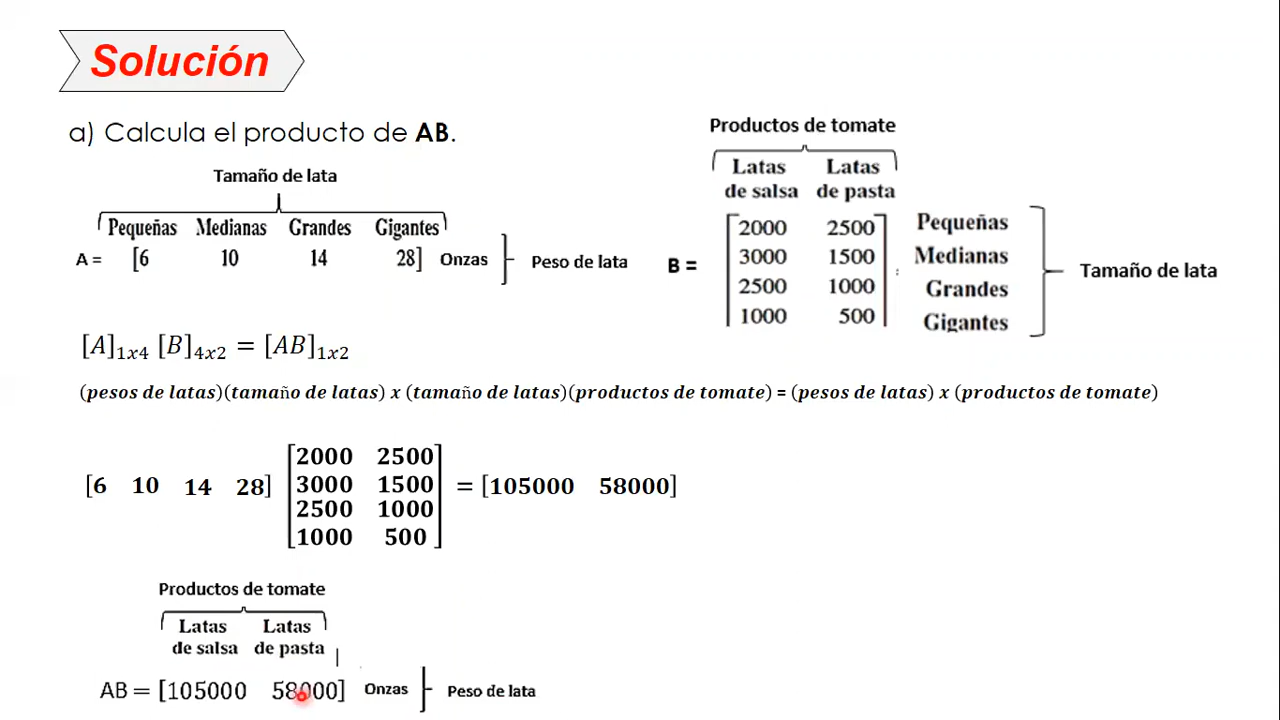 Solución
a) Calcula el producto de AB.
Tamaño de lata
Pequeñas Medianas Grandes Gigantes
A = [6 10 14 28] Onzas Peso de lata
Productos de tomate
Latas de salsa Latas de pasta
B =
2000 2500 Pequeñas
3000 1500 Medianas
2500 1000 Grandes
1000 500 Gigantes
Tamaño de lata
[A]1x4 [B]4x2 = [AB]1x2
(pesos de latas)(tamaño de latas) x (tamaño de latas)(productos de tomate) = (pesos de latas) x (productos de tomate)
[6 10 14 28]
2000 2500
3000 1500
2500 1000
1000 500
= [105000 58000]
Productos de tomate
Latas de salsa Latas de pasta
AB = [105000 58000] Onzas Peso de lata